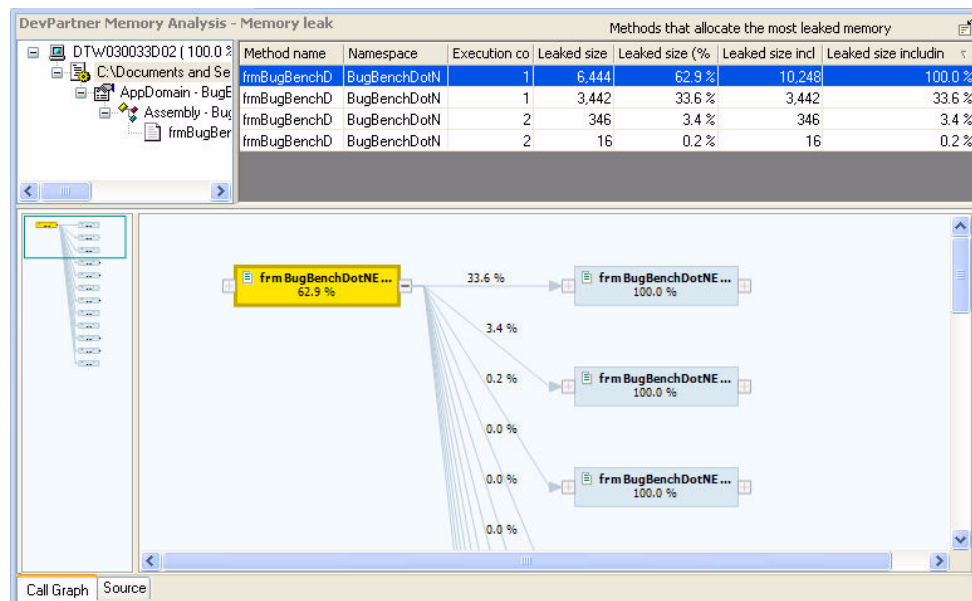 DevPartner Memory Analysis - Memory leak
Methods that allocate the most leaked memory
DTW030033D02 ( 100.0 %
C:\Documents and Se
AppDomain - BugB
Assembly - Bug
frmBugBer
Method name Namespace Execution co Leaked size Leaked size (% Leaked size incl Leaked size includin
frmBugBenchD BugBenchDotN 1 6,444 62.9 % 10,248 100.0 %
frmBugBenchD BugBenchDotN 1 3,442 33.6 % 3,442 33.6 %
frmBugBenchD BugBenchDotN 2 346 3.4 % 346 3.4 %
frmBugBenchD BugBenchDotN 2 16 0.2 % 16 0.2 %
frmBugBenchDotNE...
62.9 %
33.6 %
frmBugBenchDotNE...
100.0 %
3.4 %
0.2 %
frmBugBenchDotNE...
100.0 %
0.0 %
0.0 %
frmBugBenchDotNE...
100.0 %
0.0 %
Call Graph Source